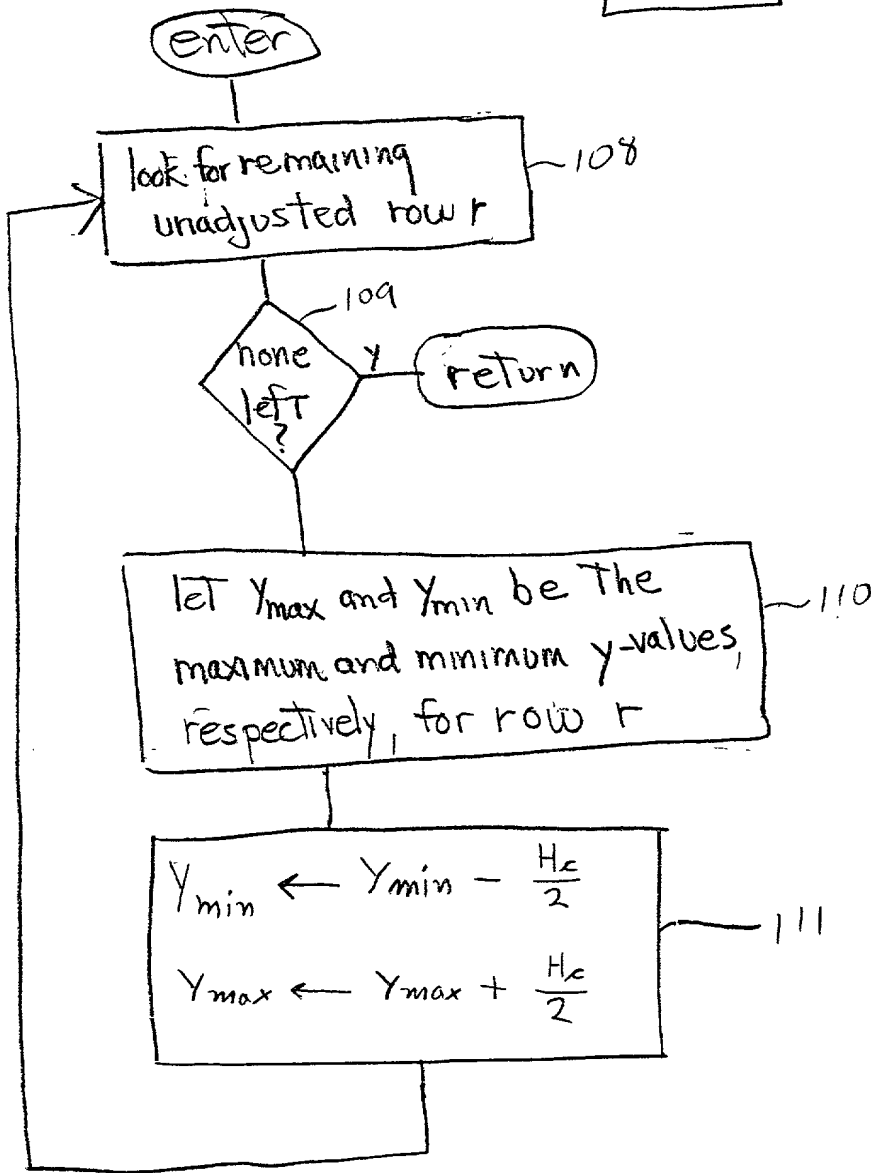 enter
look for remaining
unadjusted row r
108
109
none
left
?
Y
return
let Ymax and Ymin be the
maximum and minimum y-values,
respectively, for row r
110
Ymin ← Ymin - Hc/2
Ymax ← Ymax + Hc/2
111